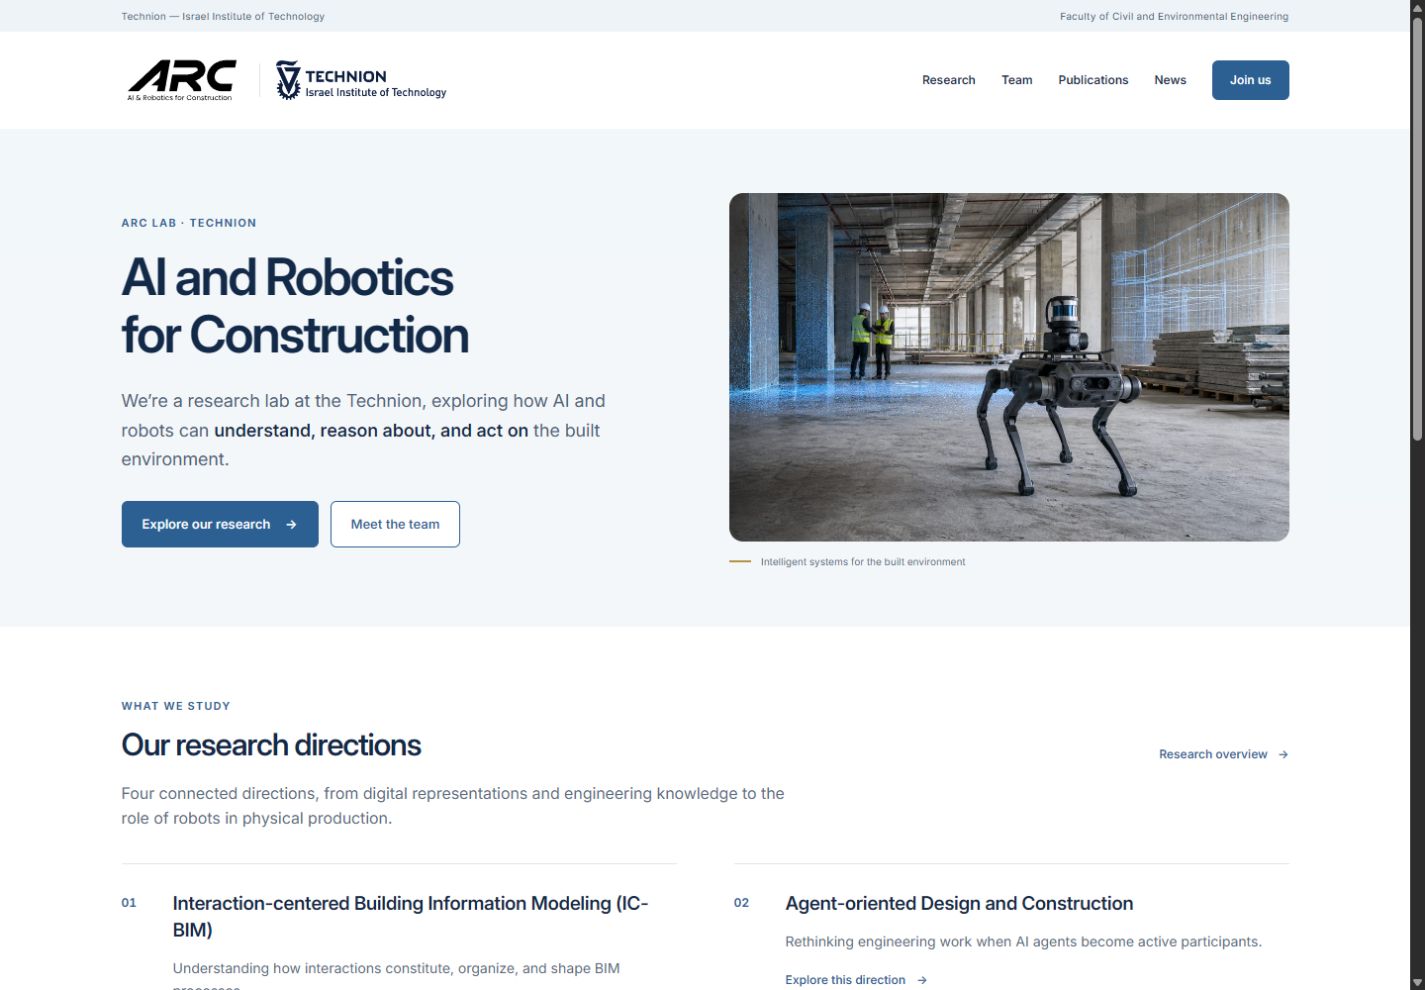 Technion — Israel Institute of Technology
Faculty of Civil and Environmental Engineering
ARC
AI & Robotics for Construction
TECHNION
Israel Institute of Technology
Research
Team
Publications
News
Join us
ARC LAB · TECHNION
AI and Robotics
for Construction
We’re a research lab at the Technion, exploring how AI and
robots can understand, reason about, and act on the built
environment.
Explore our research →
Meet the team
Intelligent systems for the built environment
WHAT WE STUDY
Our research directions
Research overview →
Four connected directions, from digital representations and engineering knowledge to the
role of robots in physical production.
01
Interaction-centered Building Information Modeling (IC-
BIM)
Understanding how interactions constitute, organize, and shape BIM
02
Agent-oriented Design and Construction
Rethinking engineering work when AI agents become active participants.
Explore this direction →